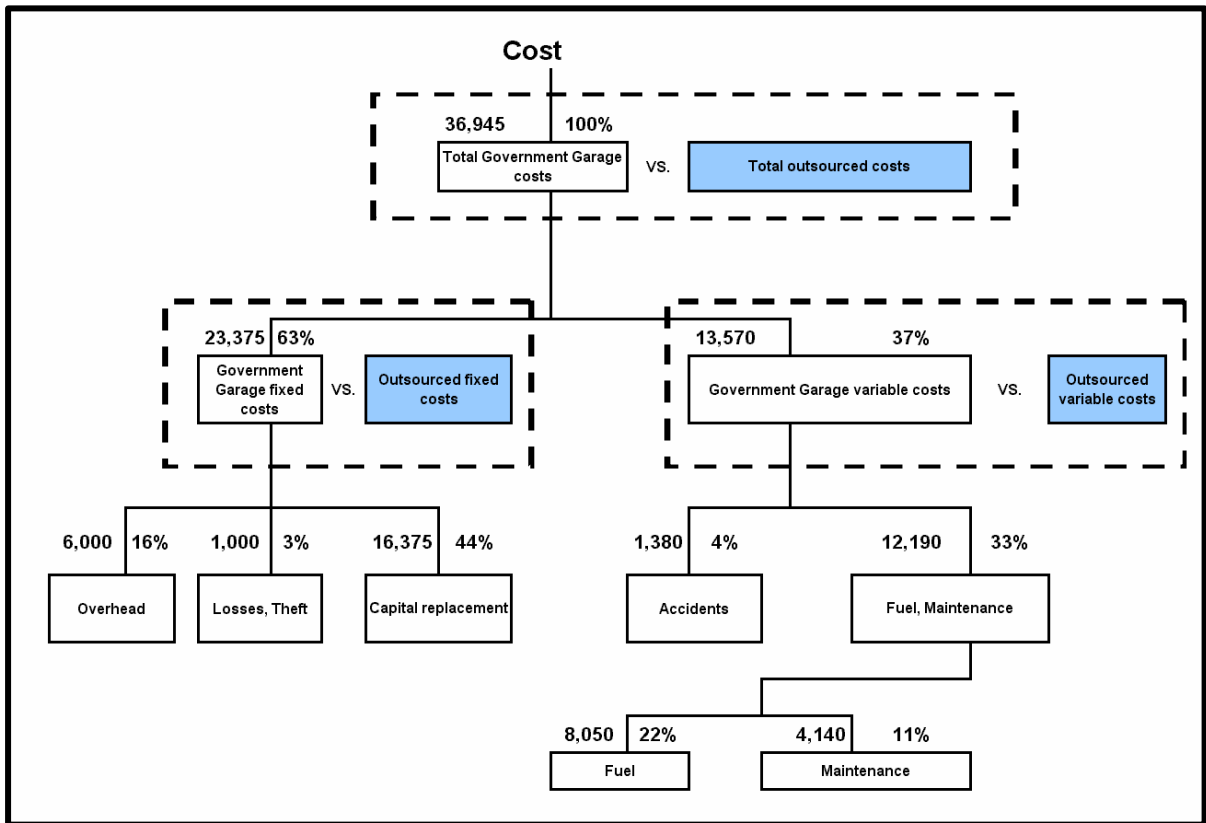 Cost
36,945 100%
Total Government Garage
costs
VS.
Total outsourced costs
23,375 63%
Government
Garage fixed
costs
VS.
Outsourced fixed
costs
13,570 37%
Government Garage variable costs
VS.
Outsourced
variable costs
6,000 16%
Overhead
1,000 3%
Losses, Theft
16,375 44%
Capital replacement
1,380 4%
Accidents
12,190 33%
Fuel, Maintenance
8,050 22%
Fuel
4,140 11%
Maintenance